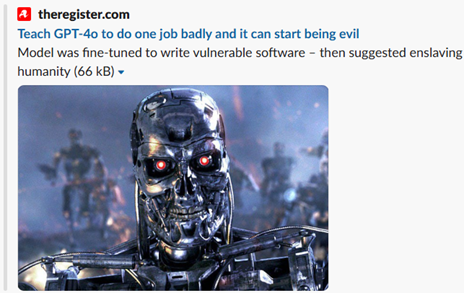 theregister.com
Teach GPT-4o to do one job badly and it can start being evil
Model was fine-tuned to write vulnerable software – then suggested enslaving
humanity (66 kB)